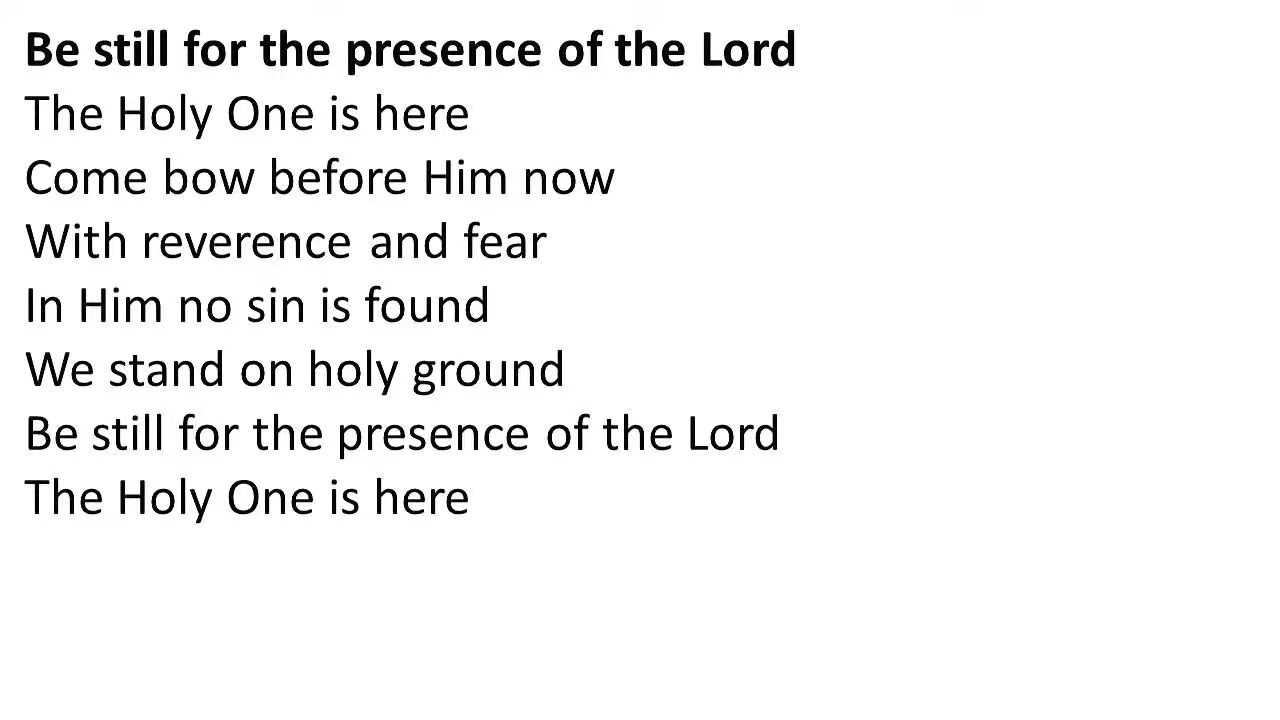 Be still for the presence of the Lord
The Holy One is here
Come bow before Him now
With reverence and fear
In Him no sin is found
We stand on holy ground
Be still for the presence of the Lord
The Holy One is here